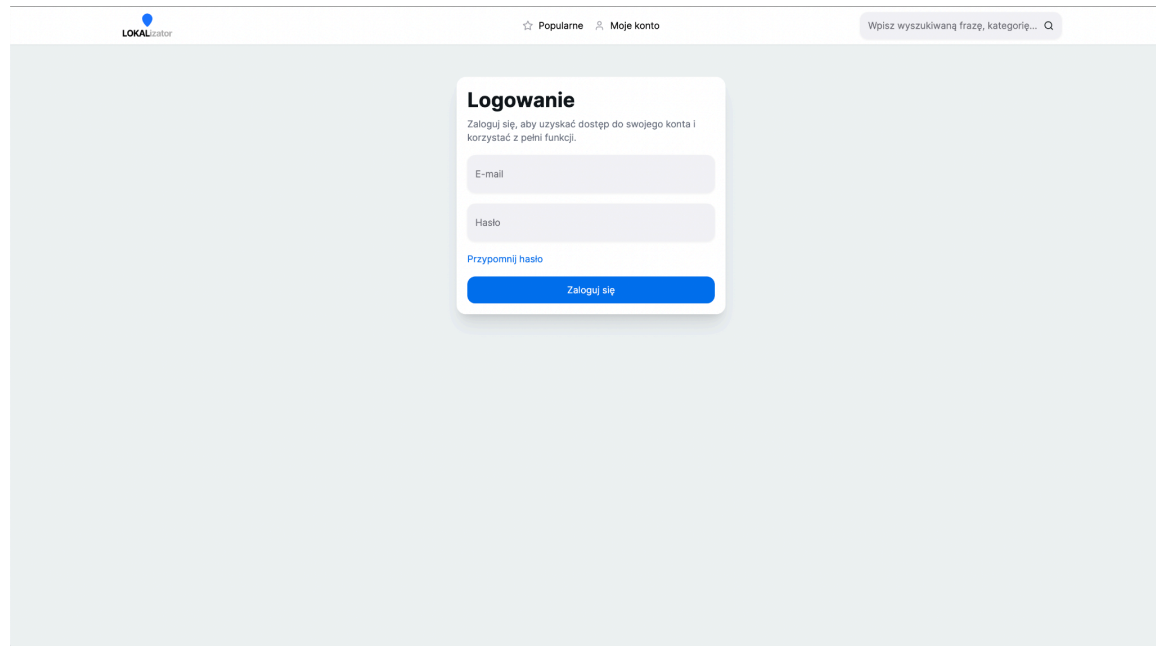 LOKALizator
Popularne
Moje konto
Wpisz wyszukiwaną frazę, kategorię...
Logowanie
Zaloguj się, aby uzyskać dostęp do swojego konta i
korzystać z pełni funkcji.
E-mail
Hasło
Przypomnij hasło
Zaloguj się